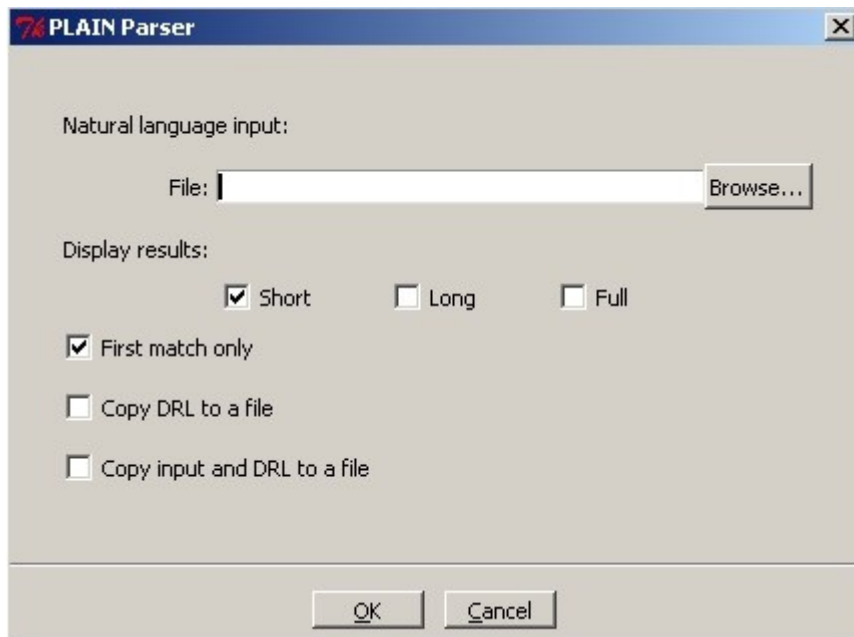 PLAIN Parser
Natural language input:
File: Browse...
Display results:
Short Long Full
First match only
Copy DRL to a file
Copy input and DRL to a file
OK Cancel